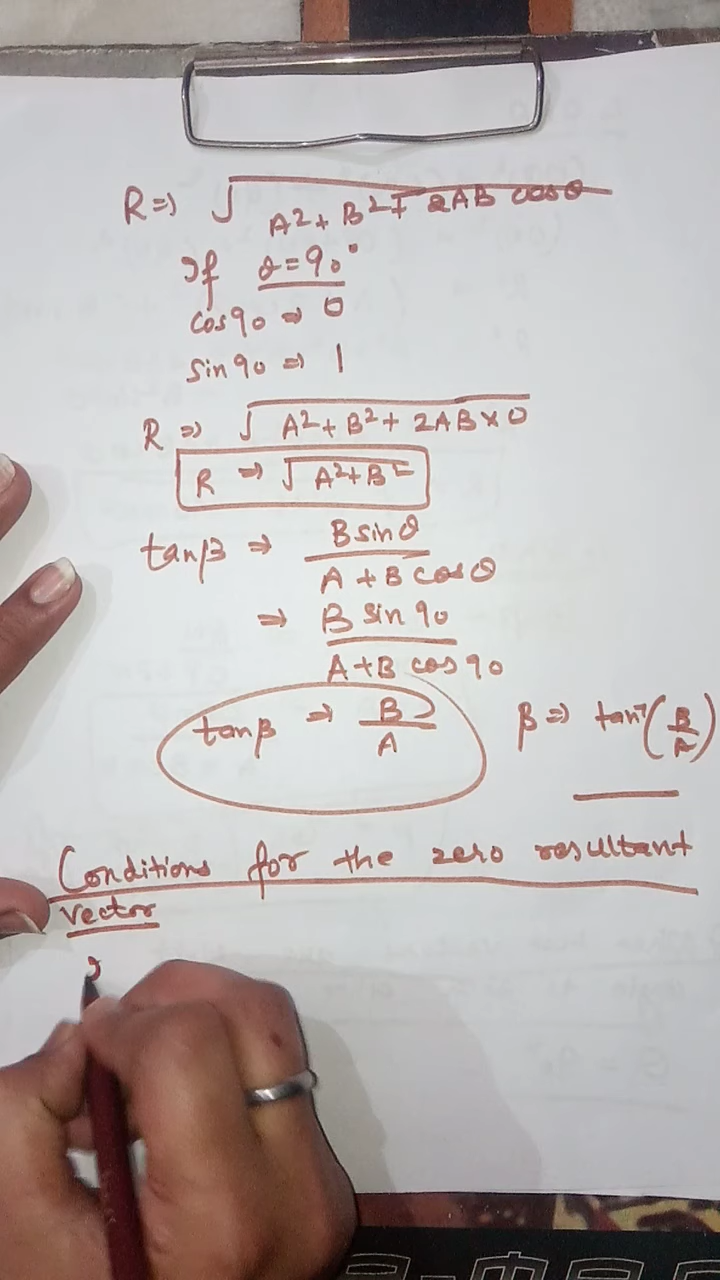 R ⇒ √A² + B² + 2AB cosθ
If θ = 90°
cos 90 ⇒ 0
sin 90 ⇒ 1
R ⇒ √A² + B² + 2AB × 0
R ⇒ √A² + B²
tanβ ⇒ B sinθ
A + B cosθ
⇒ B sin 90
A + B cos 90
tanβ ⇒ B/A β ⇒ tan⁻¹(B/A)
Conditions for the zero resultant
vector